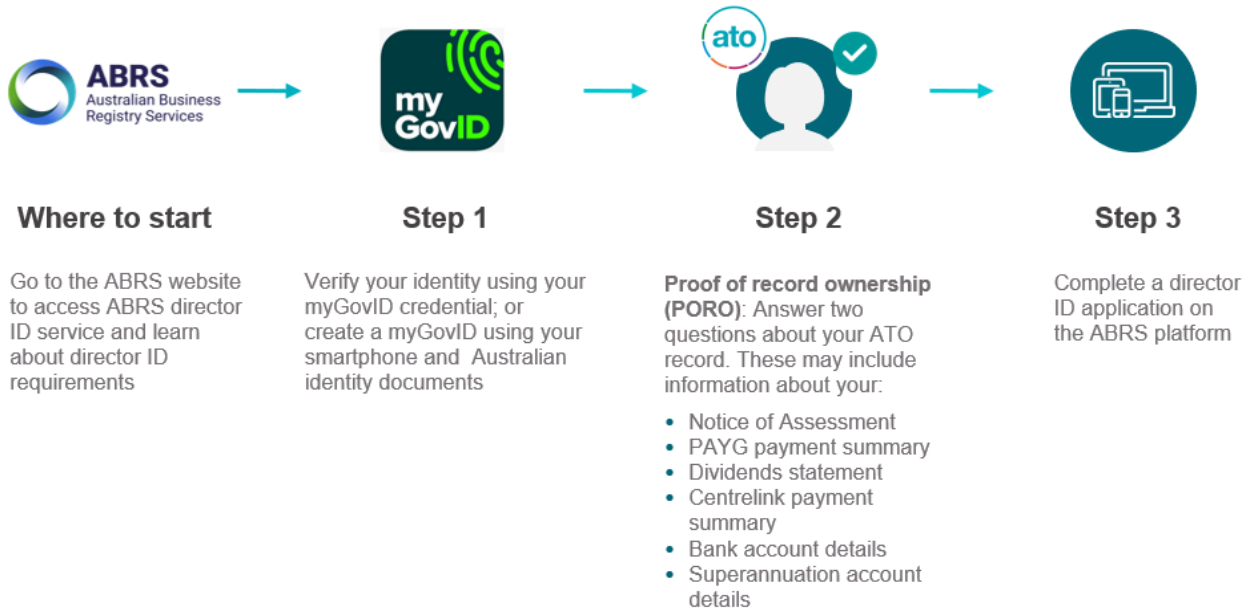 ABRS
Australian Business
Registry Services
my
GovID
ato
Where to start
Go to the ABRS website
to access ABRS director
ID service and learn
about director ID
requirements
Step 1
Verify your identity using your
myGovID credential; or
create a myGovID using your
smartphone and Australian
identity documents
Step 2
Proof of record ownership
(PORO): Answer two
questions about your ATO
record. These may include
information about your:
• Notice of Assessment
• PAYG payment summary
• Dividends statement
• Centrelink payment
summary
• Bank account details
• Superannuation account
details
Step 3
Complete a director
ID application on
the ABRS platform